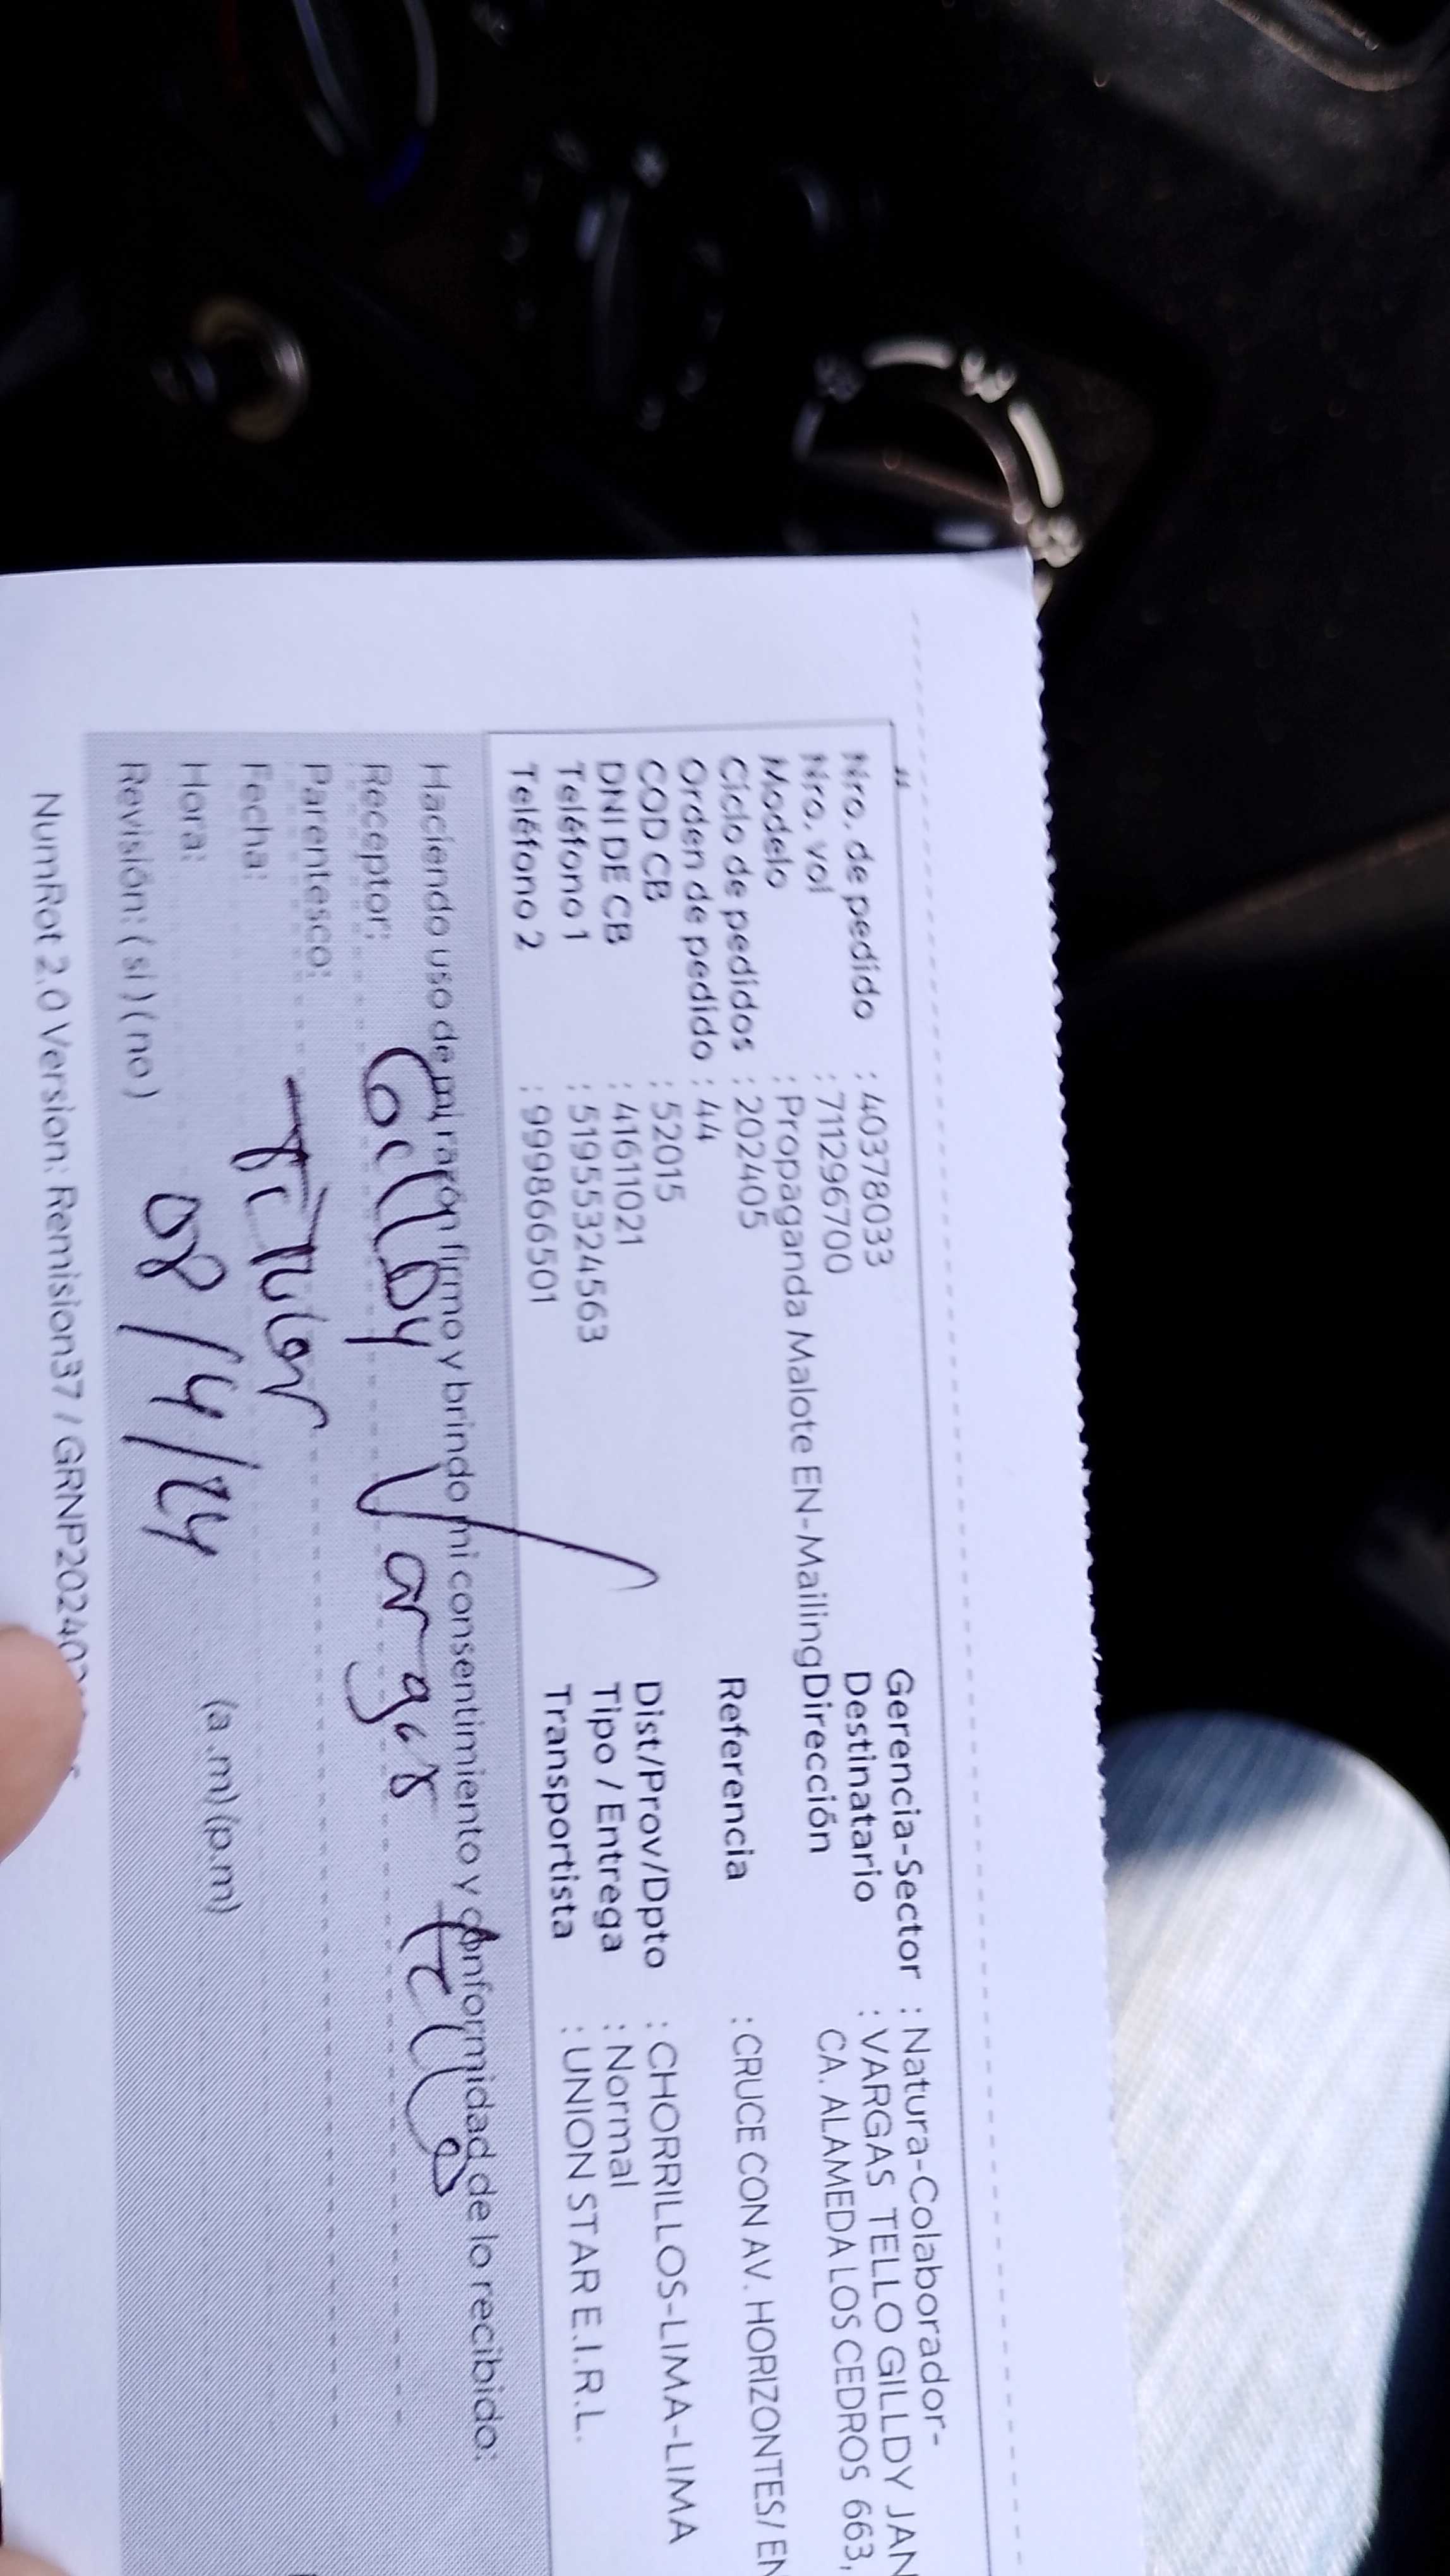 Nro. de pedido : 403778033
Nro. vol : 711296700
Modelo : Propaganda Malote EN-Mailing
Ciclo de pedidos : 202405
Orden de pedido : 44
COD CB : 52015
DNI DE CB : 41611021
Teléfono 1 : 51955324563
Teléfono 2 : 999866501
Gerencia-Sector : Natura-Colaborador-
Destinatario : VARGAS TELLO GILLDY JAN
Dirección CA. ALAMEDA LOS CEDROS 663,
Referencia : CRUCE CON AV. HORIZONTES/ EN
Dist/Prov/Dpto : CHORRILLOS-LIMA-LIMA
Tipo / Entrega : Normal
Transportista : UNION STAR E.I.R.L.
Haciendo uso de mi razón firmo y brindo mi consentimiento y conformidad de lo recibido:
Receptor: Gilldy Vargas Tello
Parentesco: Titular
Fecha: 08/4/24
Hora: (a.m) (p.m)
Revisión: ( si ) ( no )
NumRot 2.0 Version: Remision37 / GRNP20240